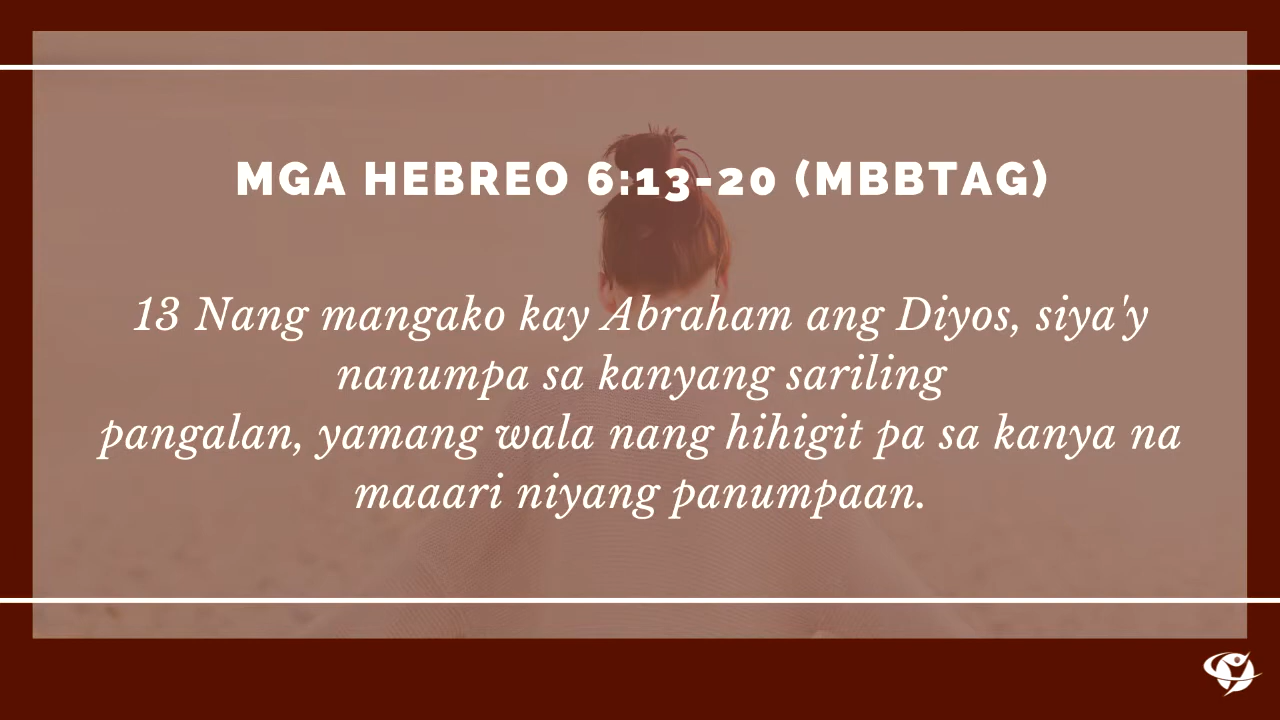 MGA HEBREO 6:13-20 (MBBTAG)
13 Nang mangako kay Abraham ang Diyos, siya'y
nanumpa sa kanyang sariling
pangalan, yamang wala nang hihigit pa sa kanya na
maaari niyang panumpaan.